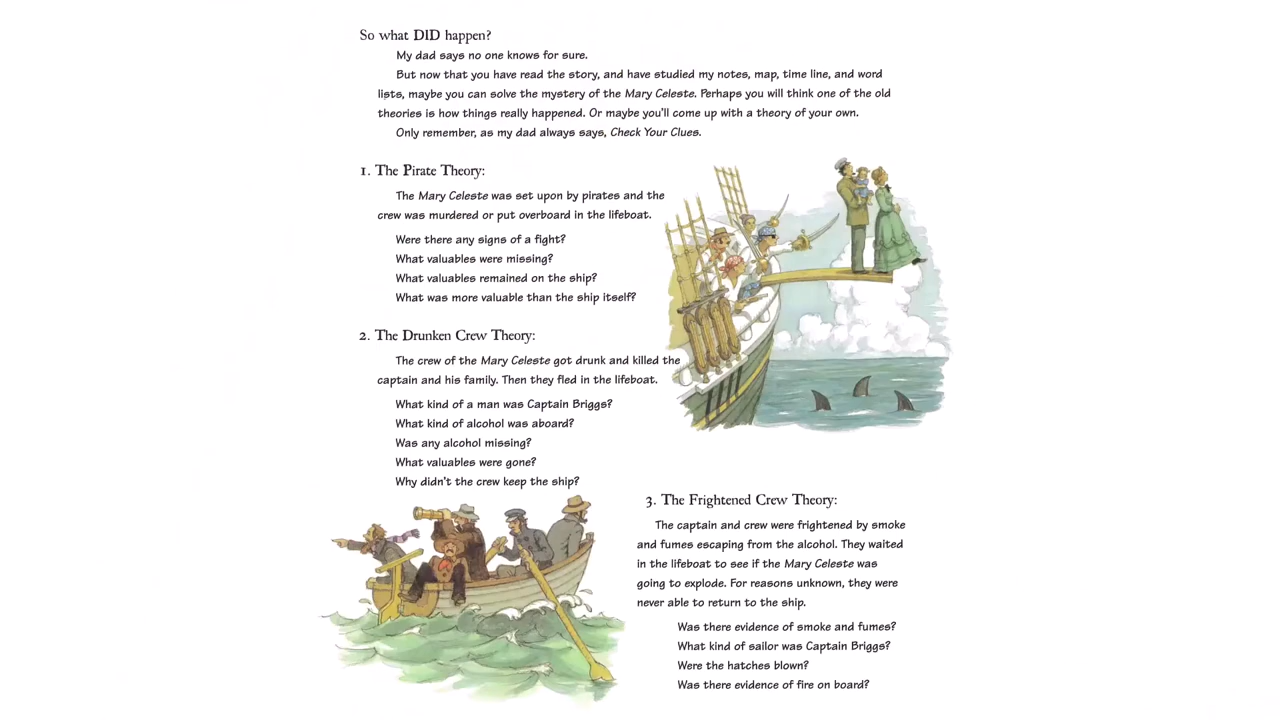 So what DID happen?
My dad says no one knows for sure.
But now that you have read the story, and have studied my notes, map, time line, and word
lists, maybe you can solve the mystery of the Mary Celeste. Perhaps you will think one of the old
theories is how things really happened. Or maybe you'll come up with a theory of your own.
Only remember, as my dad always says, Check Your Clues.
1. The Pirate Theory:
The Mary Celeste was set upon by pirates and the
crew was murdered or put overboard in the lifeboat.
Were there any signs of a fight?
What valuables were missing?
What valuables remained on the ship?
What was more valuable than the ship itself?
2. The Drunken Crew Theory:
The crew of the Mary Celeste got drunk and killed the
captain and his family. Then they fled in the lifeboat.
What kind of a man was Captain Briggs?
What kind of alcohol was aboard?
Was any alcohol missing?
What valuables were gone?
Why didn't the crew keep the ship?
3. The Frightened Crew Theory:
The captain and crew were frightened by smoke
and fumes escaping from the alcohol. They waited
in the lifeboat to see if the Mary Celeste was
going to explode. For reasons unknown, they were
never able to return to the ship.
Was there evidence of smoke and fumes?
What kind of sailor was Captain Briggs?
Were the hatches blown?
Was there evidence of fire on board?